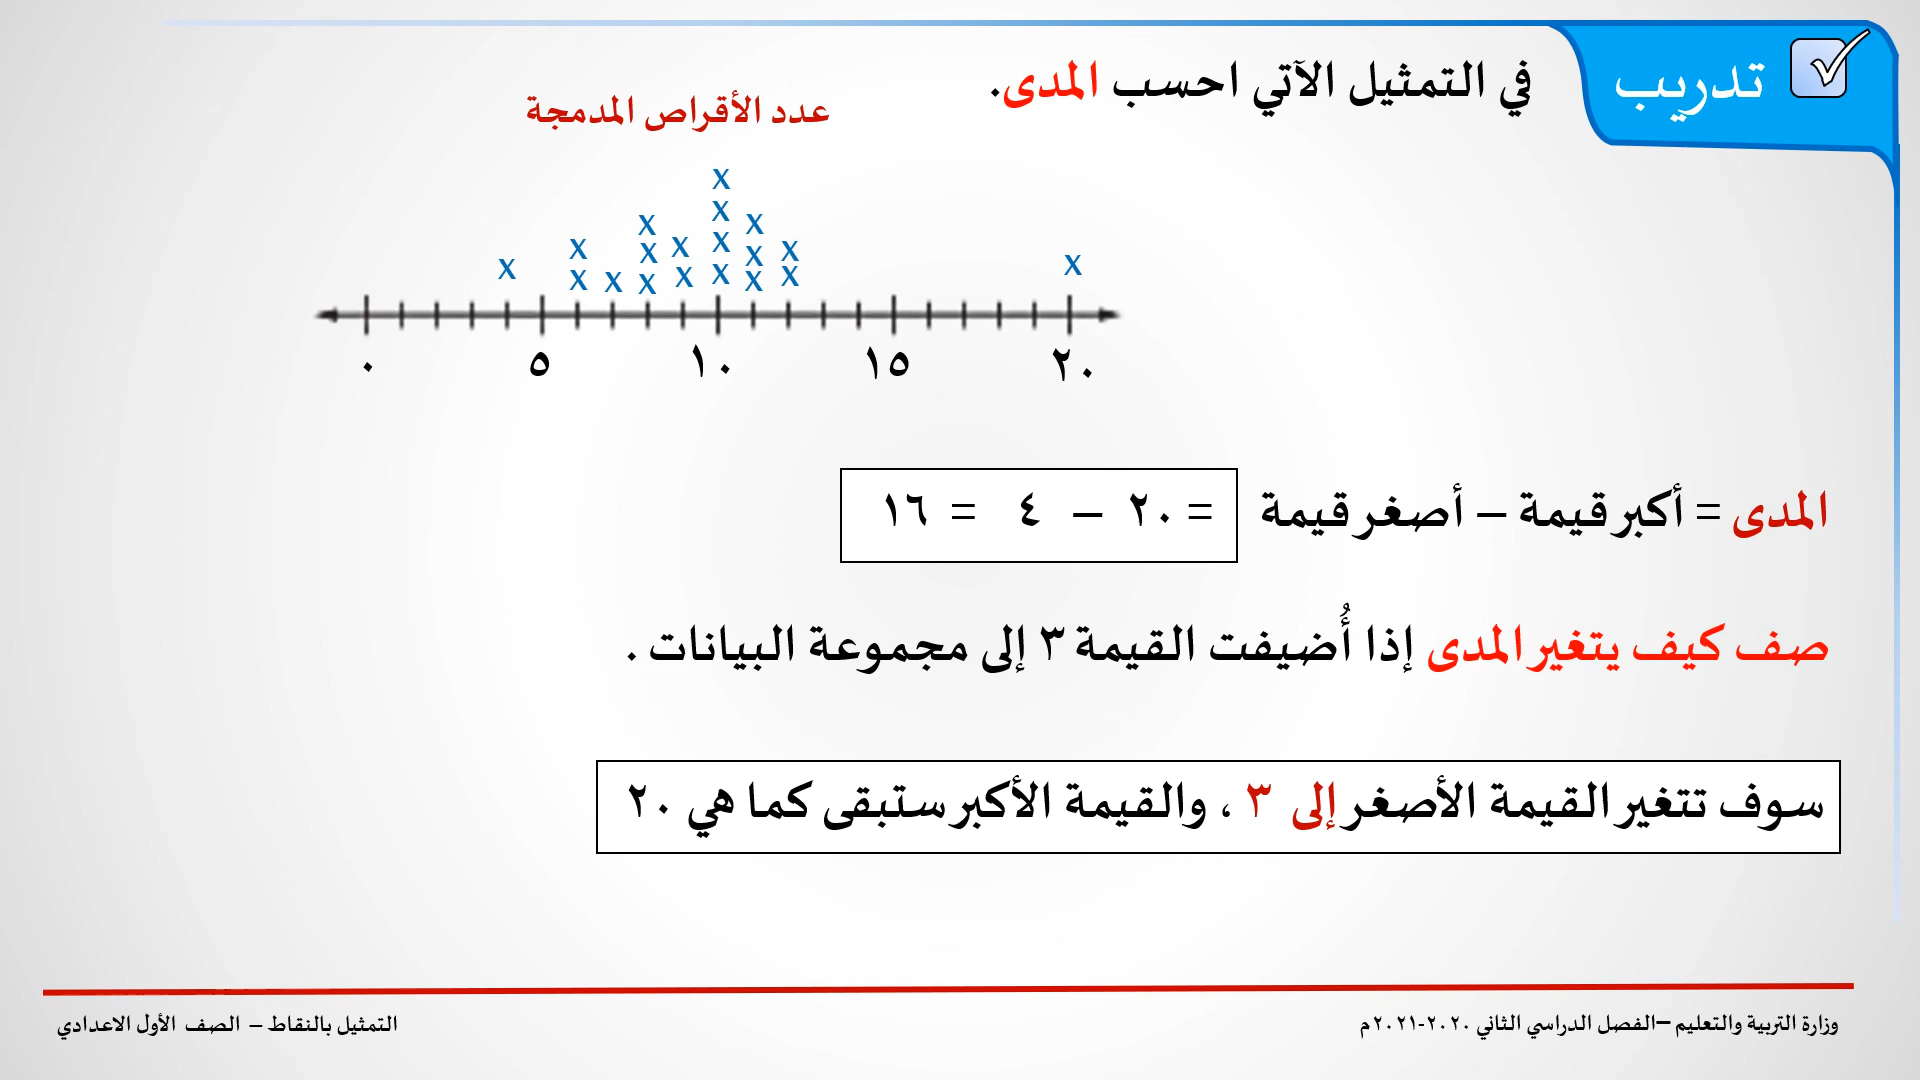 تدريب
في التمثيل الآتي احسب المدى.
عدد الأقراص المدمجة
x
x x x
x x x x x x
x x x x x x x x x
٠ ٥ ١٠ ١٥ ٢٠
المدى = أكبر قيمة – أصغر قيمة = ٢٠ – ٤ = ١٦
صف كيف يتغير المدى إذا أُضيفت القيمة ٣ إلى مجموعة البيانات .
سوف تتغير القيمة الأصغر إلى ٣ ، والقيمة الأكبر ستبقى كما هي ٢٠
وزارة التربية والتعليم –الفصل الدراسي الثاني ٢٠٢٠-٢٠٢١م
التمثيل بالنقاط – الصف الأول الاعدادي